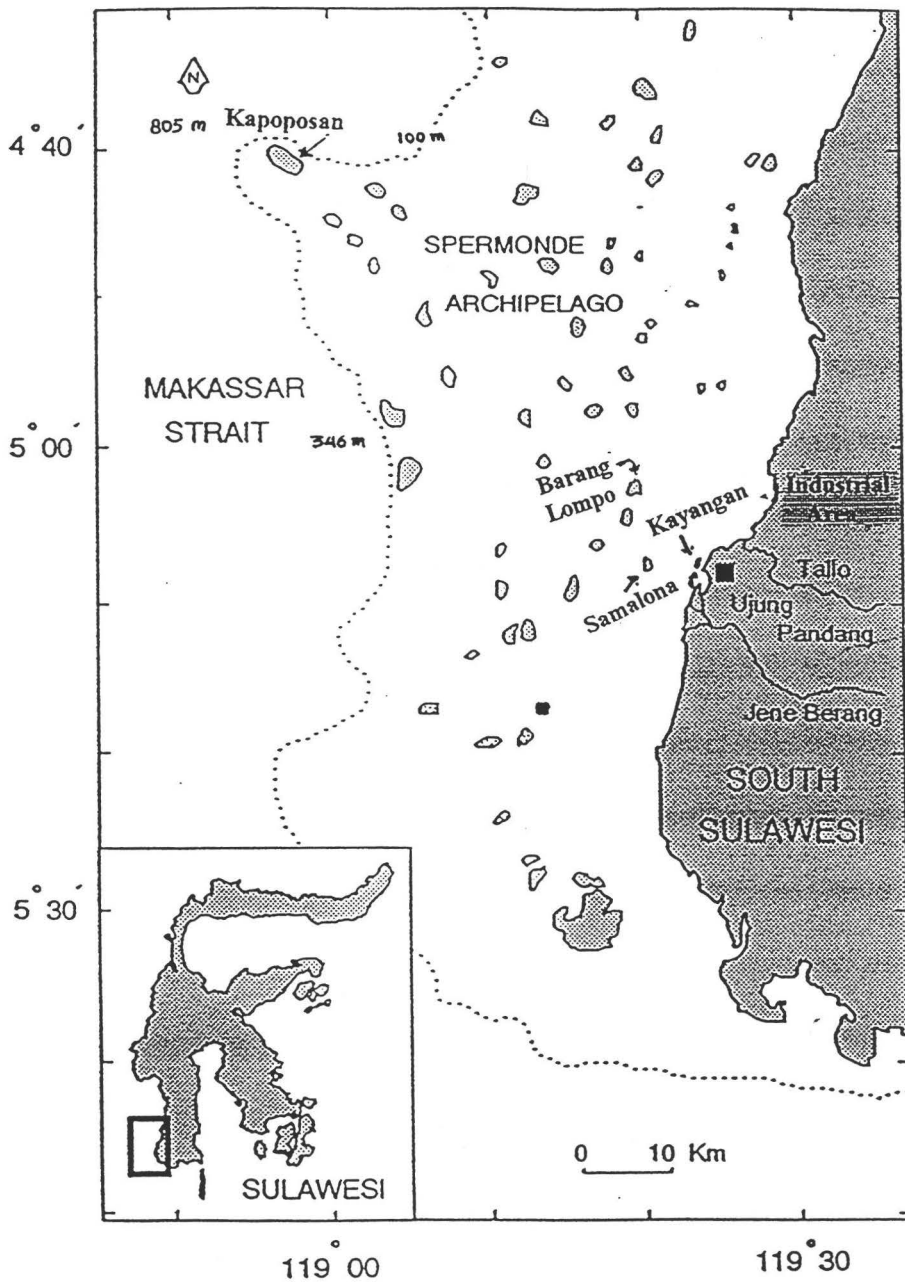 N
805 m
Kapoposan
100 m
4° 40
SPERMONDE
ARCHIPELAGO
MAKASSAR
STRAIT
346 m
5° 00
Barang
Lompo
Kayangan
Industrial
Area
Samalona
Tallo
Ujung
Pandang
Jene Berang
SOUTH
SULAWESI
5° 30
0 10 Km
SULAWESI
119° 00
119° 30